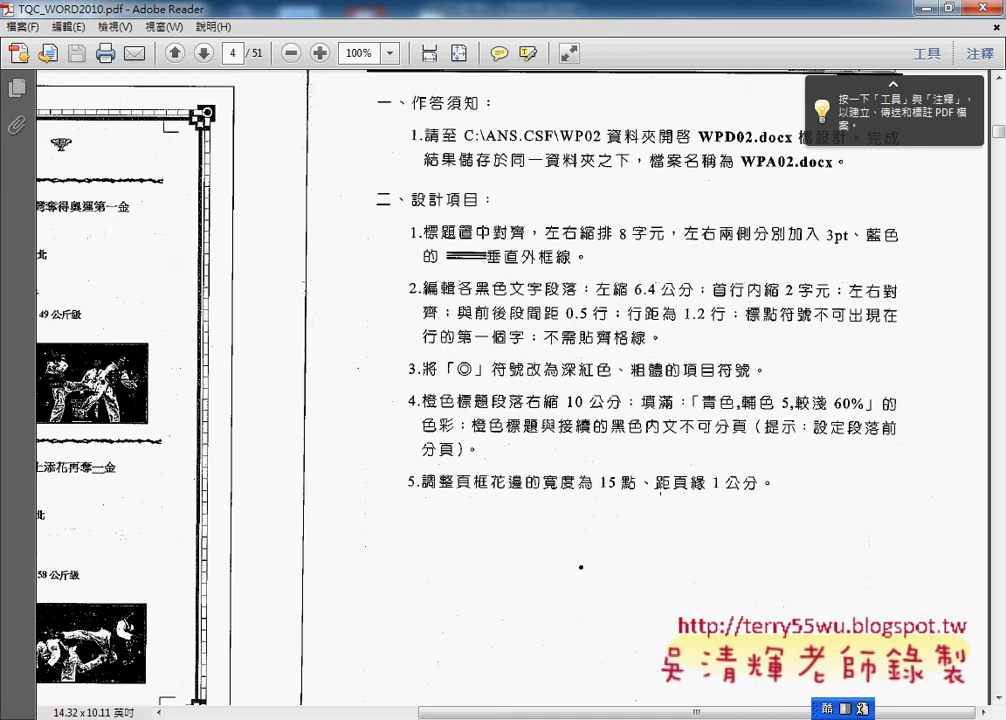 TQC_WORD2010.pdf - Adobe Reader
檔案(F) 編輯(E) 檢視(V) 視窗(W) 說明(H)
4 / 51 100% 工具 注釋
按一下「工具」與「注釋」，
以建立、傳送和標註 PDF 檔
案。
灣奪得奧運第一金
北
49 公斤級
上添花再奪一金
北
58 公斤級
一、作答須知：
1.請至 C:\ANS.CSF\WP02 資料夾開啓 WPD02.docx 檔設計。完成
結果儲存於同一資料夾之下，檔案名稱為 WPA02.docx。
二、設計項目：
1.標題置中對齊，左右縮排 8 字元，左右兩側分別加入 3pt、藍色
的 垂直外框線。
2.編輯各黑色文字段落：左縮 6.4 公分；首行內縮 2 字元；左右對
齊；與前後段間距 0.5 行；行距為 1.2 行；標點符號不可出現在
行的第一個字；不需貼齊格線。
3.將「◎」符號改為深紅色、粗體的項目符號。
4.橙色標題段落右縮 10 公分；填滿：「青色,輔色 5,較淺 60%」的
色彩；橙色標題與接續的黑色內文不可分頁（提示：設定段落前
分頁）。
5.調整頁框花邊的寬度為 15 點、距頁緣 1 公分。
http://terry55wu.blogspot.tw
吳清輝老師錄製
14.32 x 10.11 英吋
酷